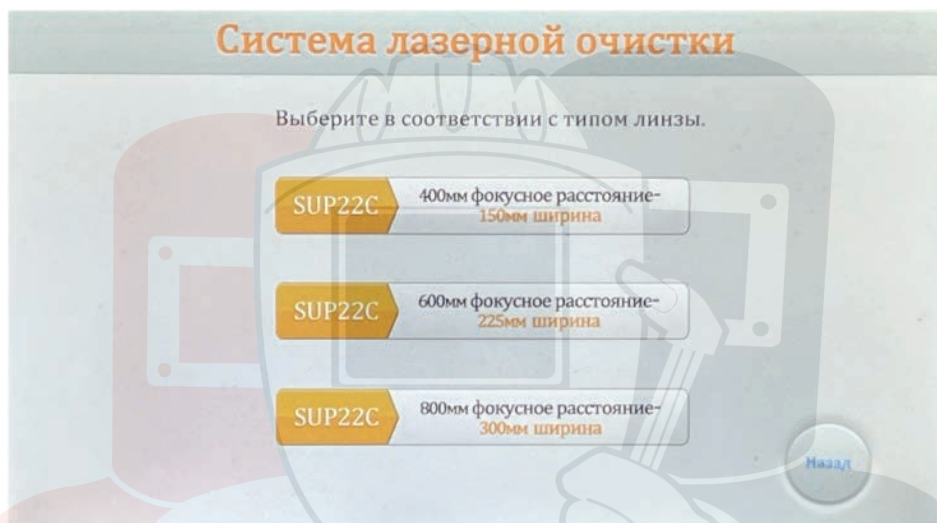 Система лазерной очистки
Выберите в соответствии с типом линзы.
SUP22C
400мм фокусное расстояние-
150мм ширина
SUP22C
600мм фокусное расстояние-
225мм ширина
SUP22C
800мм фокусное расстояние-
300мм ширина
Назад